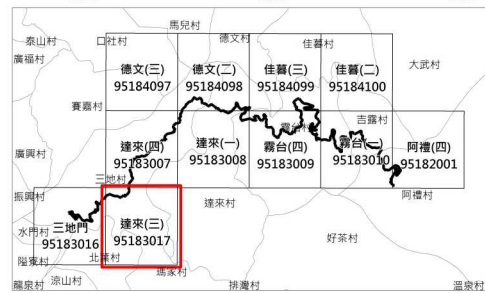 馬兒村
泰山村 口社村 德文村 佳暮村
廣福村 大武村
德文(三) 德文(二) 佳暮(三) 佳暮(二)
95184097 95184098 95184099 95184100
賽嘉村 吉露村
霧台村
達來(四) 達來(一) 霧台(四) 霧台(一) 阿禮(四)
95183007 95183008 95183009 95183010 95182001
廣興村
三地村 阿禮村
振興村 達來村
三地門 達來(三)
水門村 95183016 95183017 好茶村
隘寮村 北葉村
瑪家村
龍泉村 涼山村 排灣村 溫泉村